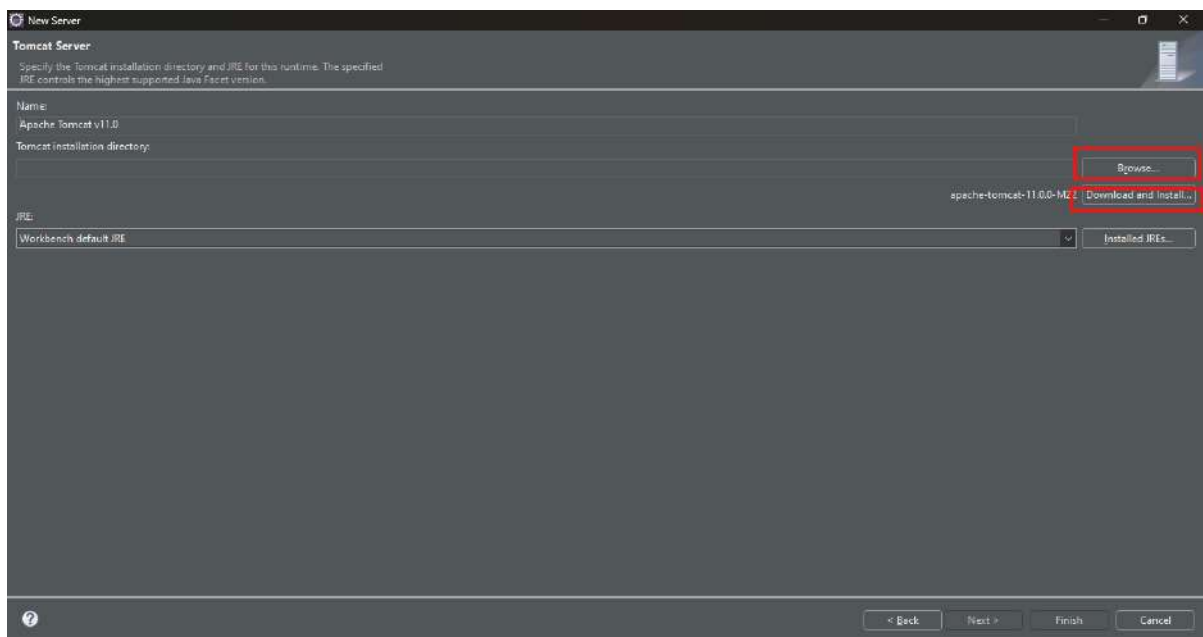 New Server
Tomcat Server
Specify the Tomcat installation directory and JRE for this runtime. The specified
JRE controls the highest supported Java Facet version.
Name:
Apache Tomcat v11.0
Tomcat installation directory:
Browse...
apache-tomcat-11.0.0-M22 Download and Install...
JRE:
Workbench default JRE
Installed JREs...
< Back Next > Finish Cancel